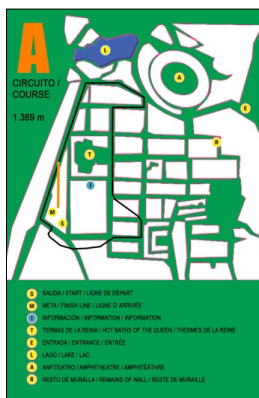 A
CIRCUITO /
COURSE
1.369 m
L
A
E
R
T
I
M
S
S SALIDA / START / LIGNE DE DÉPART
M META / FINISH LINE / LIGNE D´ARRIVÉE
I INFORMACIÓN / INFORMATION / INFORMATION
T TERMAS DE LA REINA / HOT BATHS OF THE QUEEN / THERMES DE LA REINE
E ENTRADA / ENTRANCE / ENTRÉE
L LAGO / LAKE / LAC
A ANFITEATRO / AMPHITEATRE / AMPHITÉÂTHRE
R RESTO DE MURALLA / REMAINS OF WALL / RESTE DE MURAILLE